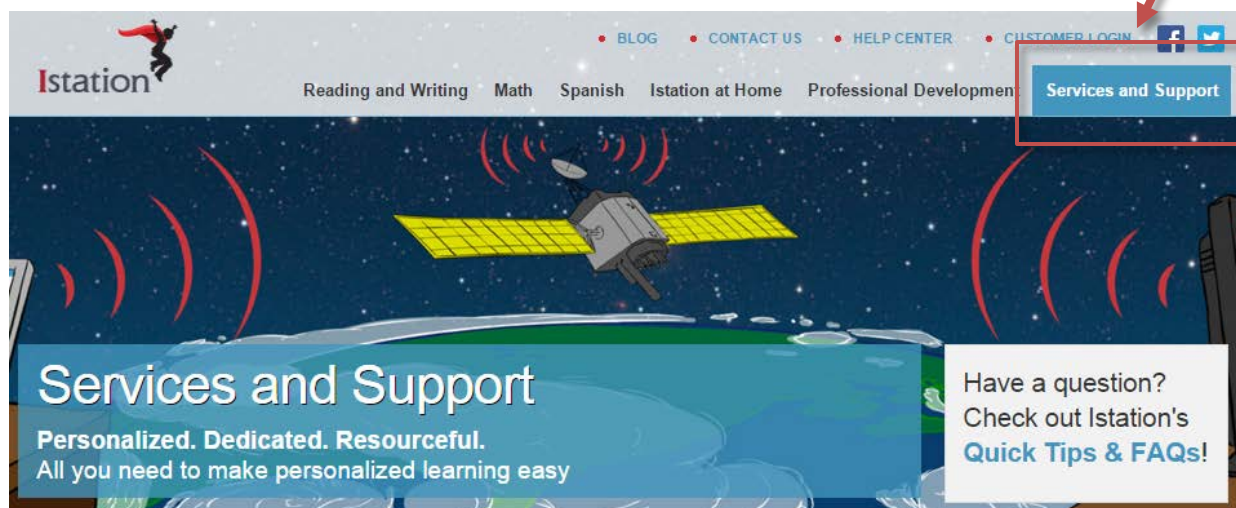 BLOG CONTACT US HELP CENTER CUSTOMER LOGIN
Istation
Reading and Writing Math Spanish Istation at Home Professional Development Services and Support
Services and Support
Personalized. Dedicated. Resourceful.
All you need to make personalized learning easy
Have a question?
Check out Istation's
Quick Tips & FAQs!